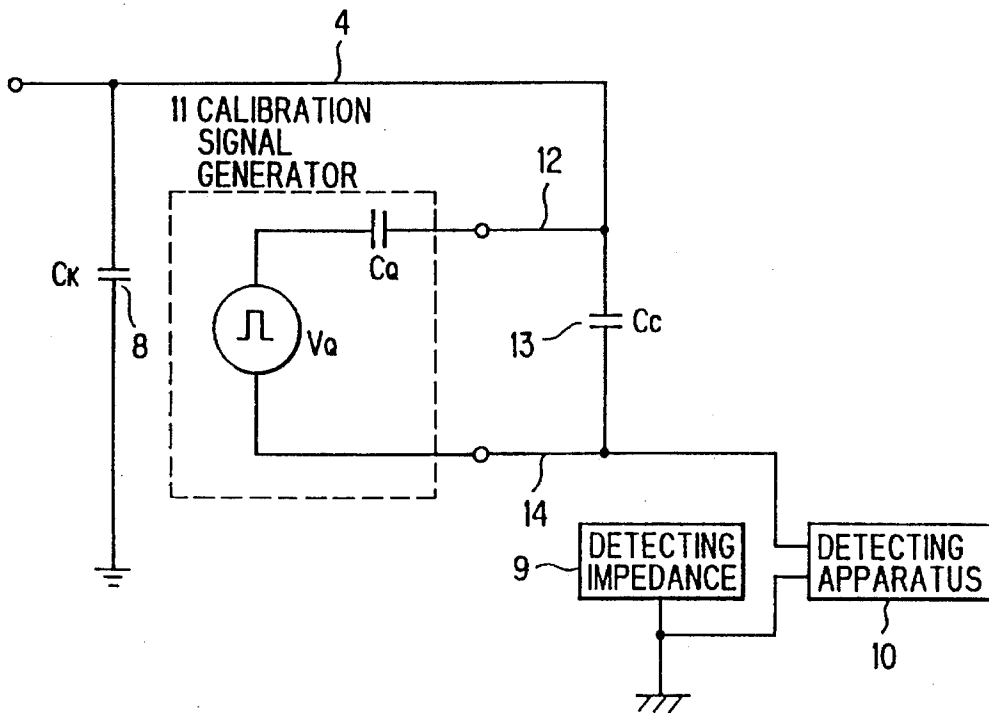 4
11 CALIBRATION
SIGNAL
GENERATOR
12
CQ
CK
8
VQ
13
CC
14
9
DETECTING
IMPEDANCE
DETECTING
APPARATUS
10